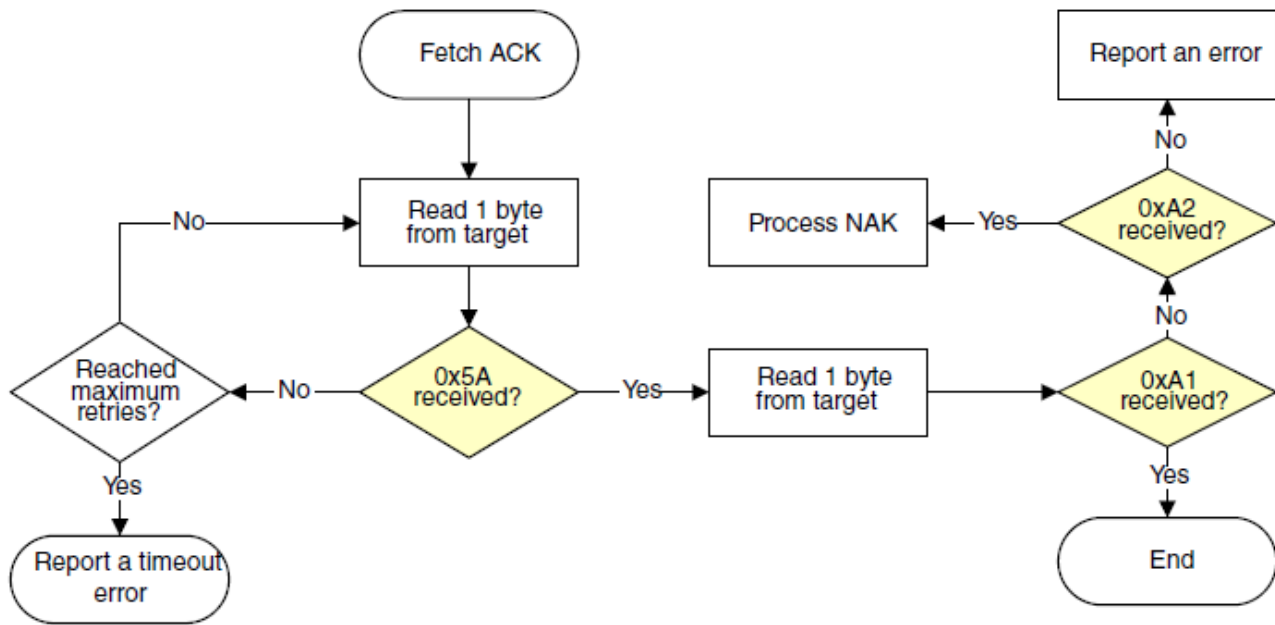 Fetch ACK
Report an error
No
Read 1 byte
from target
No
Process NAK
Yes
0xA2
received?
No
Reached
maximum
retries?
No
0x5A
received?
Yes
Read 1 byte
from target
0xA1
received?
Yes
Yes
Report a timeout
error
End